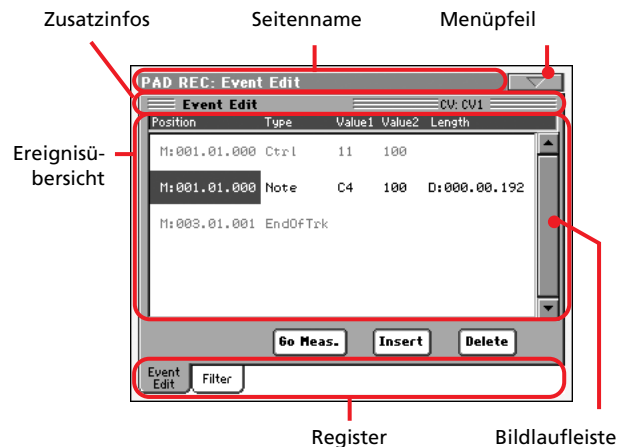 Zusatzinfos Seitenname Menüpfeil
PAD REC: Event Edit
Event Edit CV: CV1
Position Type Value1 Value2 Length
M:001.01.000 Ctrl 11 100
Ereignisü-
bersicht
M:001.01.000 Note C4 100 D:000.00.192
M:003.01.001 EndOfTrk
Go Meas. Insert Delete
Event
Edit
Filter
Register Bildlaufleiste